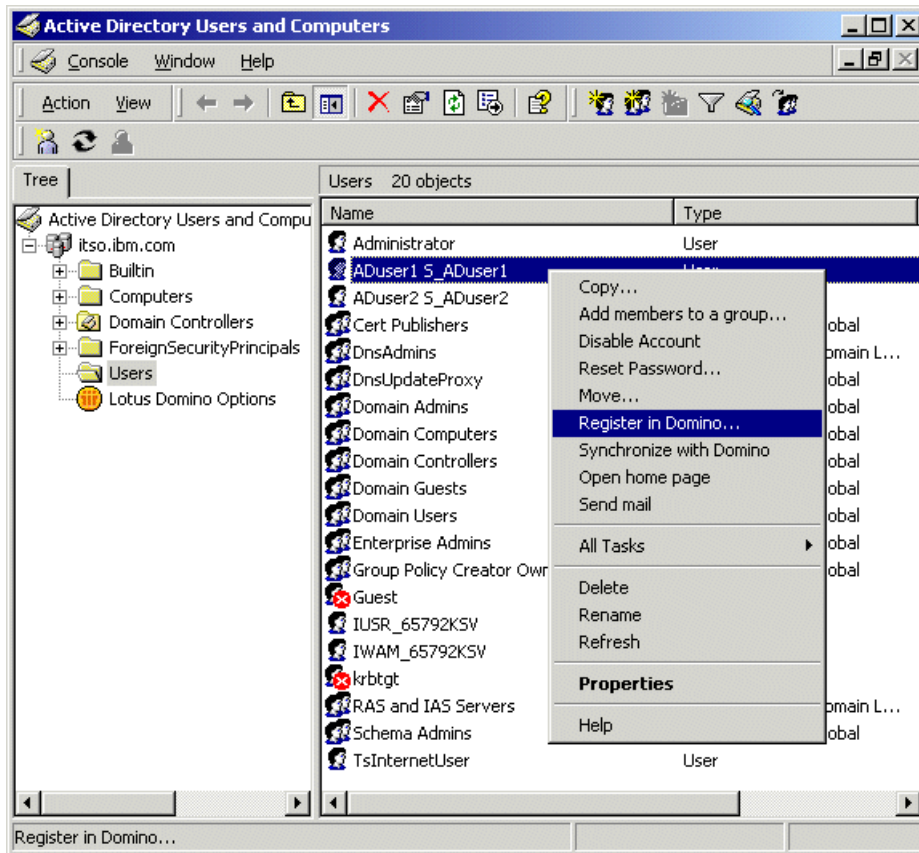 Active Directory Users and Computers
Console Window Help
Action View
Tree
Users 20 objects
Active Directory Users and Compu
itso.ibm.com
Builtin
Computers
Domain Controllers
ForeignSecurityPrincipals
Users
Lotus Domino Options
Name Type
Administrator User
ADuser1 S_ADuser1
ADuser2 S_ADuser2
Cert Publishers obal
DnsAdmins omain L...
DnsUpdateProxy obal
Domain Admins obal
Domain Computers obal
Domain Controllers obal
Domain Guests obal
Domain Users obal
Enterprise Admins obal
Group Policy Creator Owr obal
Guest
IUSR_65792KSV
IWAM_65792KSV
krbtgt
RAS and IAS Servers omain L...
Schema Admins obal
TsInternetUser User
Copy...
Add members to a group...
Disable Account
Reset Password...
Move...
Register in Domino...
Synchronize with Domino
Open home page
Send mail
All Tasks
Delete
Rename
Refresh
Properties
Help
Register in Domino...